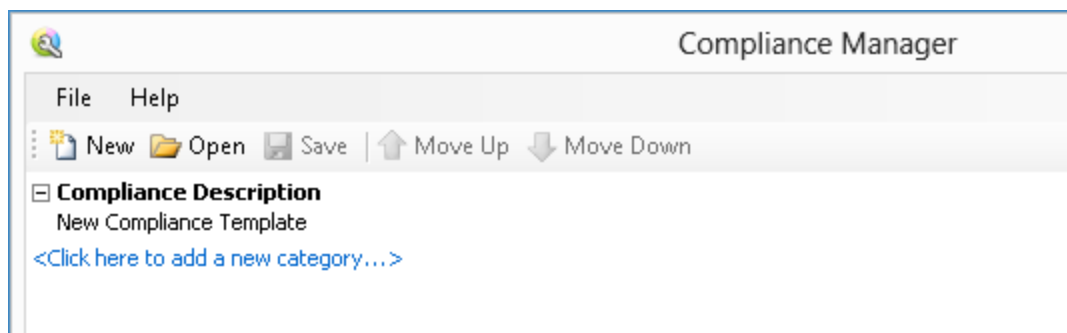 Compliance Manager
File Help
New Open Save Move Up Move Down
Compliance Description
New Compliance Template
<Click here to add a new category...>